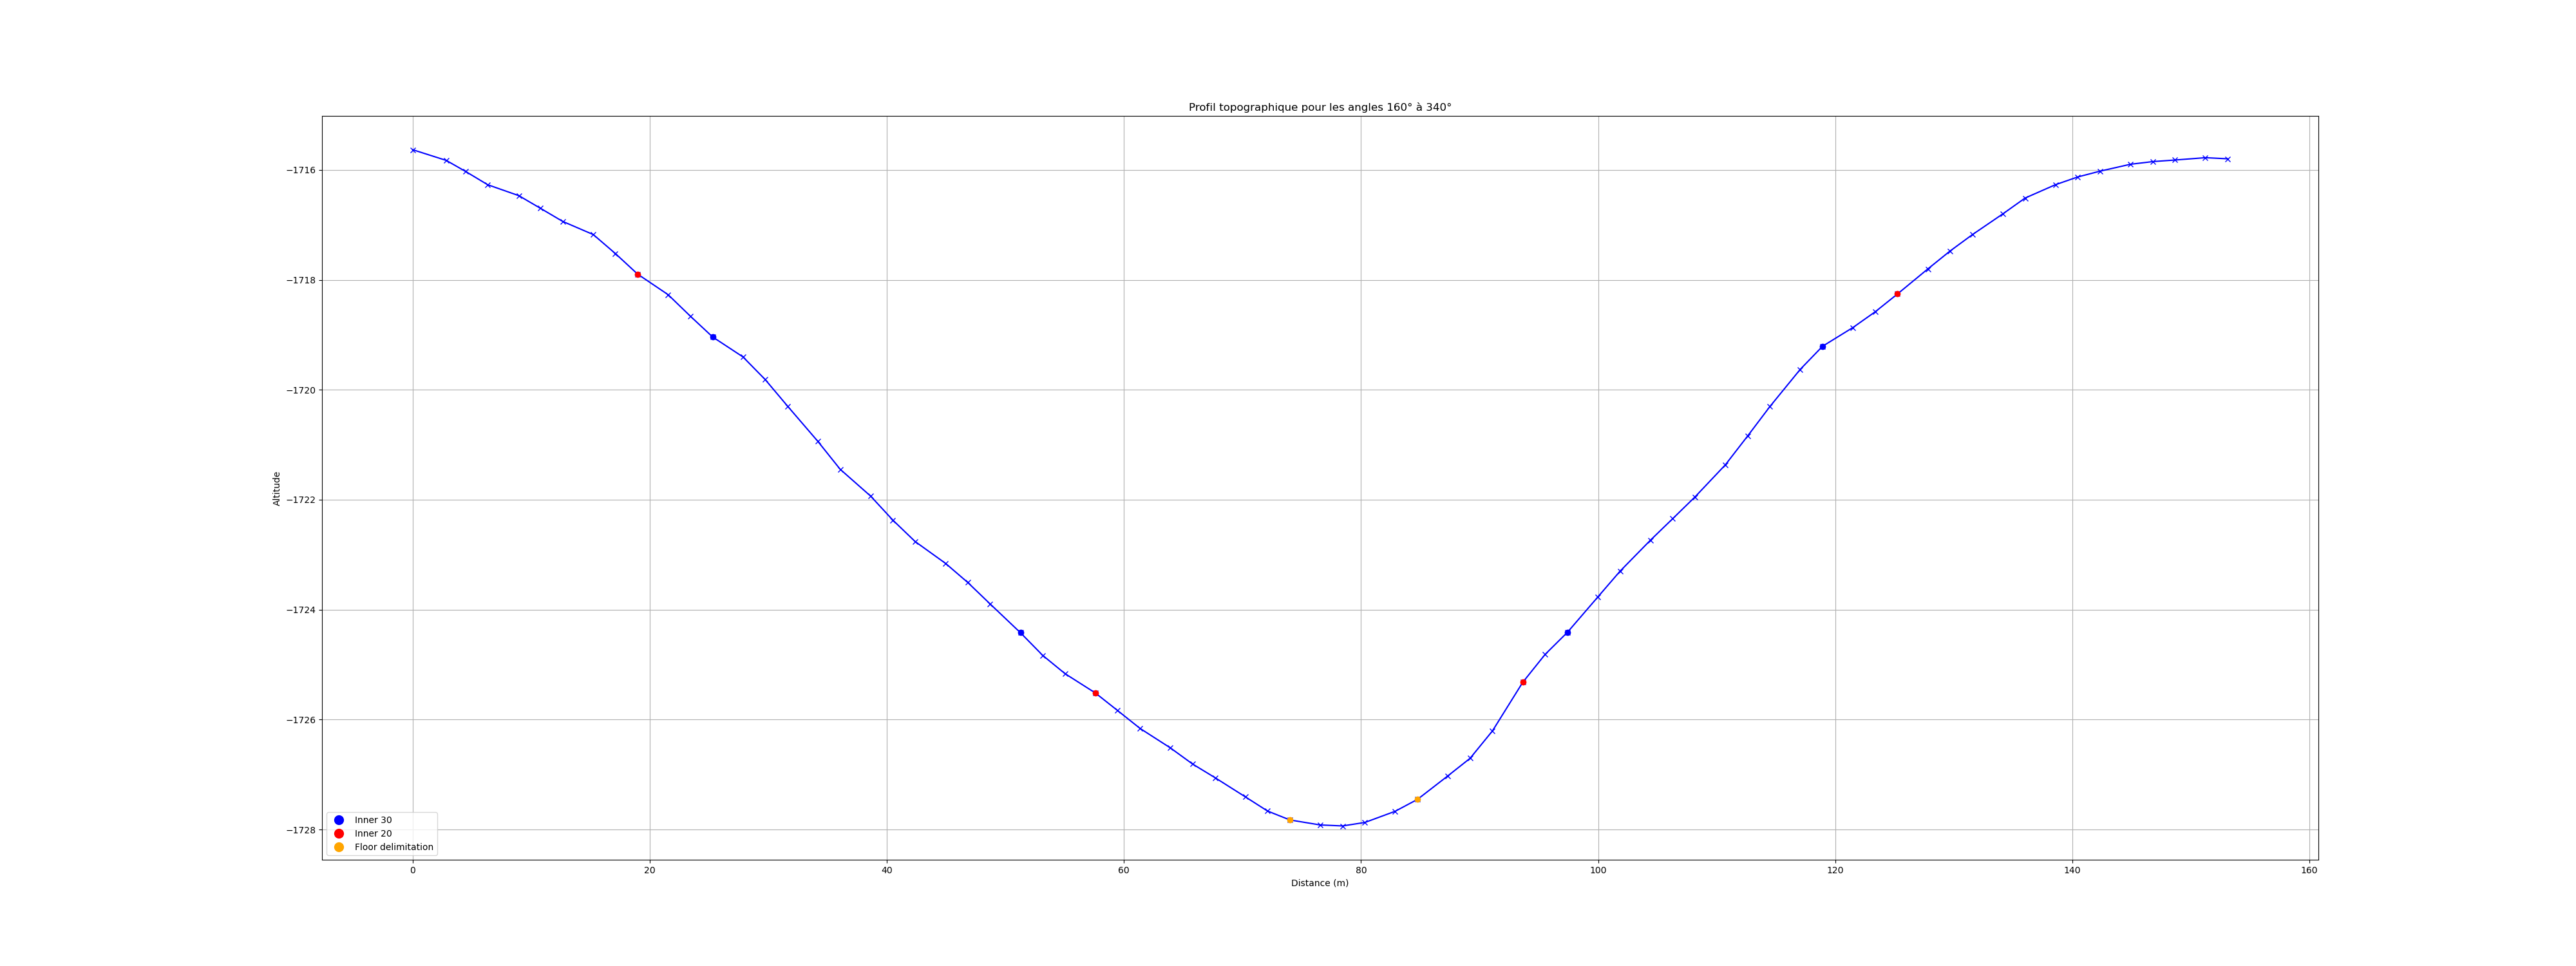 Profil topographique pour les angles 160° à 340°
Altitude
−1716
−1718
−1720
−1722
−1724
−1726
−1728
Inner 30
Inner 20
Floor delimitation
0 20 40 60 80 100 120 140 160
Distance (m)